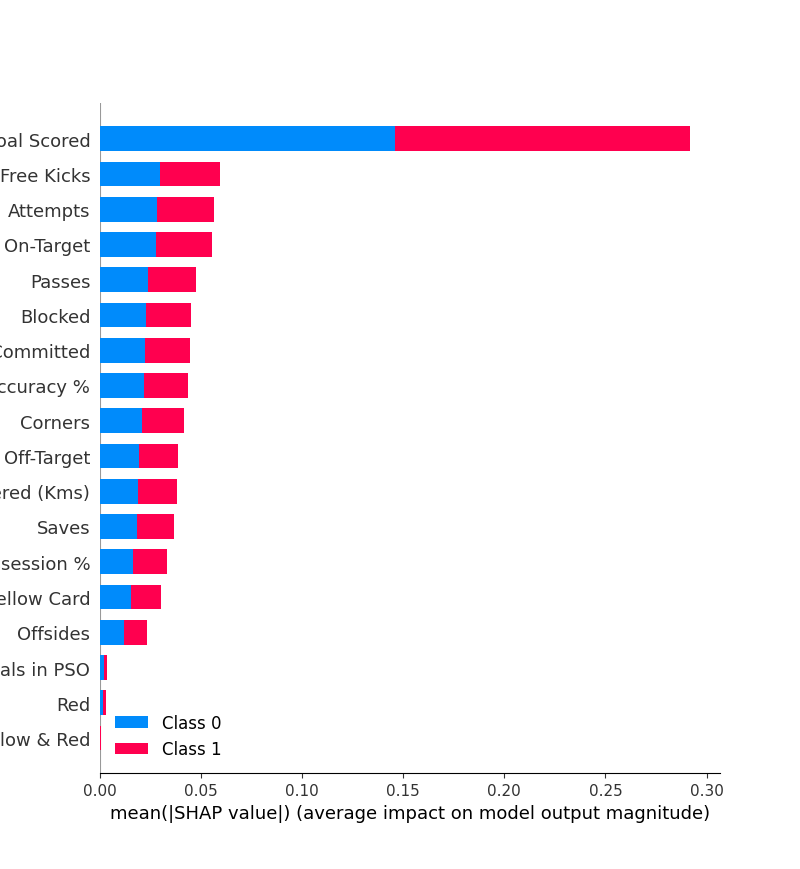 oal Scored
Free Kicks
Attempts
On-Target
Passes
Blocked
Committed
ccuracy %
Corners
Off-Target
ered (Kms)
Saves
session %
ellow Card
Offsides
als in PSO
Red
low & Red
Class 0
Class 1
0.00 0.05 0.10 0.15 0.20 0.25 0.30
mean(|SHAP value|) (average impact on model output magnitude)